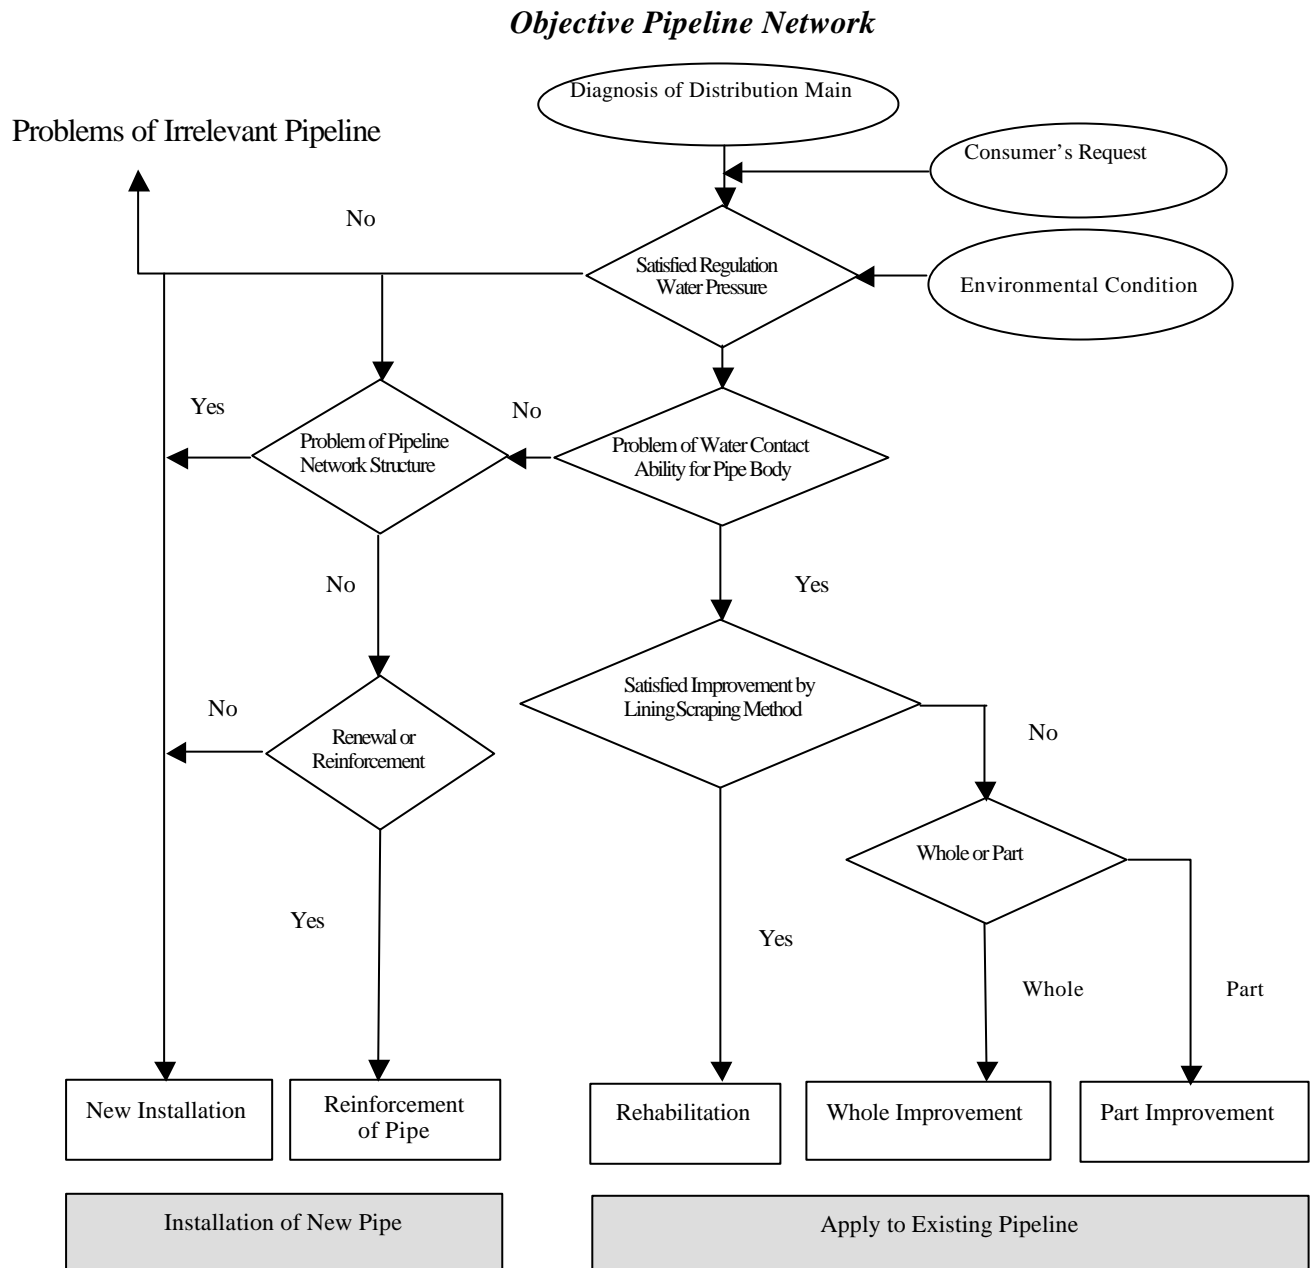 Objective Pipeline Network
Diagnosis of Distribution Main
Problems of Irrelevant Pipeline
Consumer’s Request
No
Satisfied Regulation
Water Pressure
Environmental Condition
Yes
No
Problem of Pipeline
Network Structure
Problem of Water Contact
Ability for Pipe Body
No
Yes
Satisfied Improvement by
Lining Scraping Method
No
Renewal or
Reinforcement
No
Whole or Part
Yes
Yes
Whole
Part
New Installation
Reinforcement
of Pipe
Rehabilitation
Whole Improvement
Part Improvement
Installation of New Pipe
Apply to Existing Pipeline